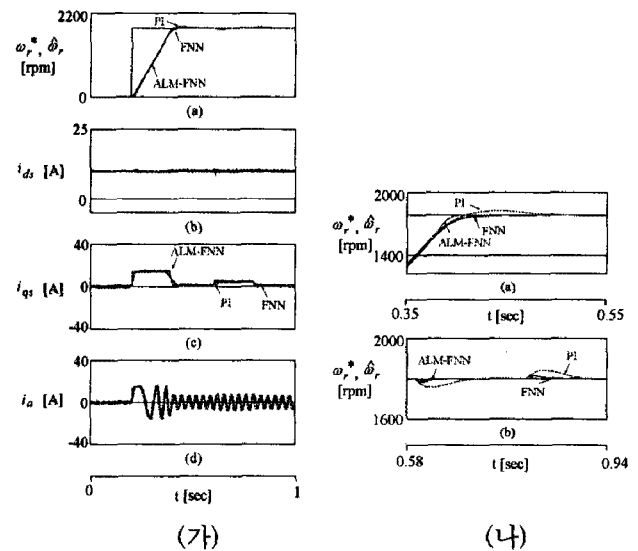 2200
ω_r*, ω̂_r
[rpm]
0
PI
FNN
ALM-FNN
(a)
25
i_ds [A]
0
(b)
40
i_qs [A]
0
-40
ALM-FNN
PI
FNN
(c)
40
i_a [A]
0
-40
(d)
0
t [sec]
1
(가)
2000
ω_r*, ω̂_r
[rpm]
1400
PI
ALM-FNN
FNN
(a)
0.35
t [sec]
0.55
2000
ω_r*, ω̂_r
[rpm]
1600
ALM-FNN
PI
FNN
(b)
0.58
t [sec]
0.94
(나)